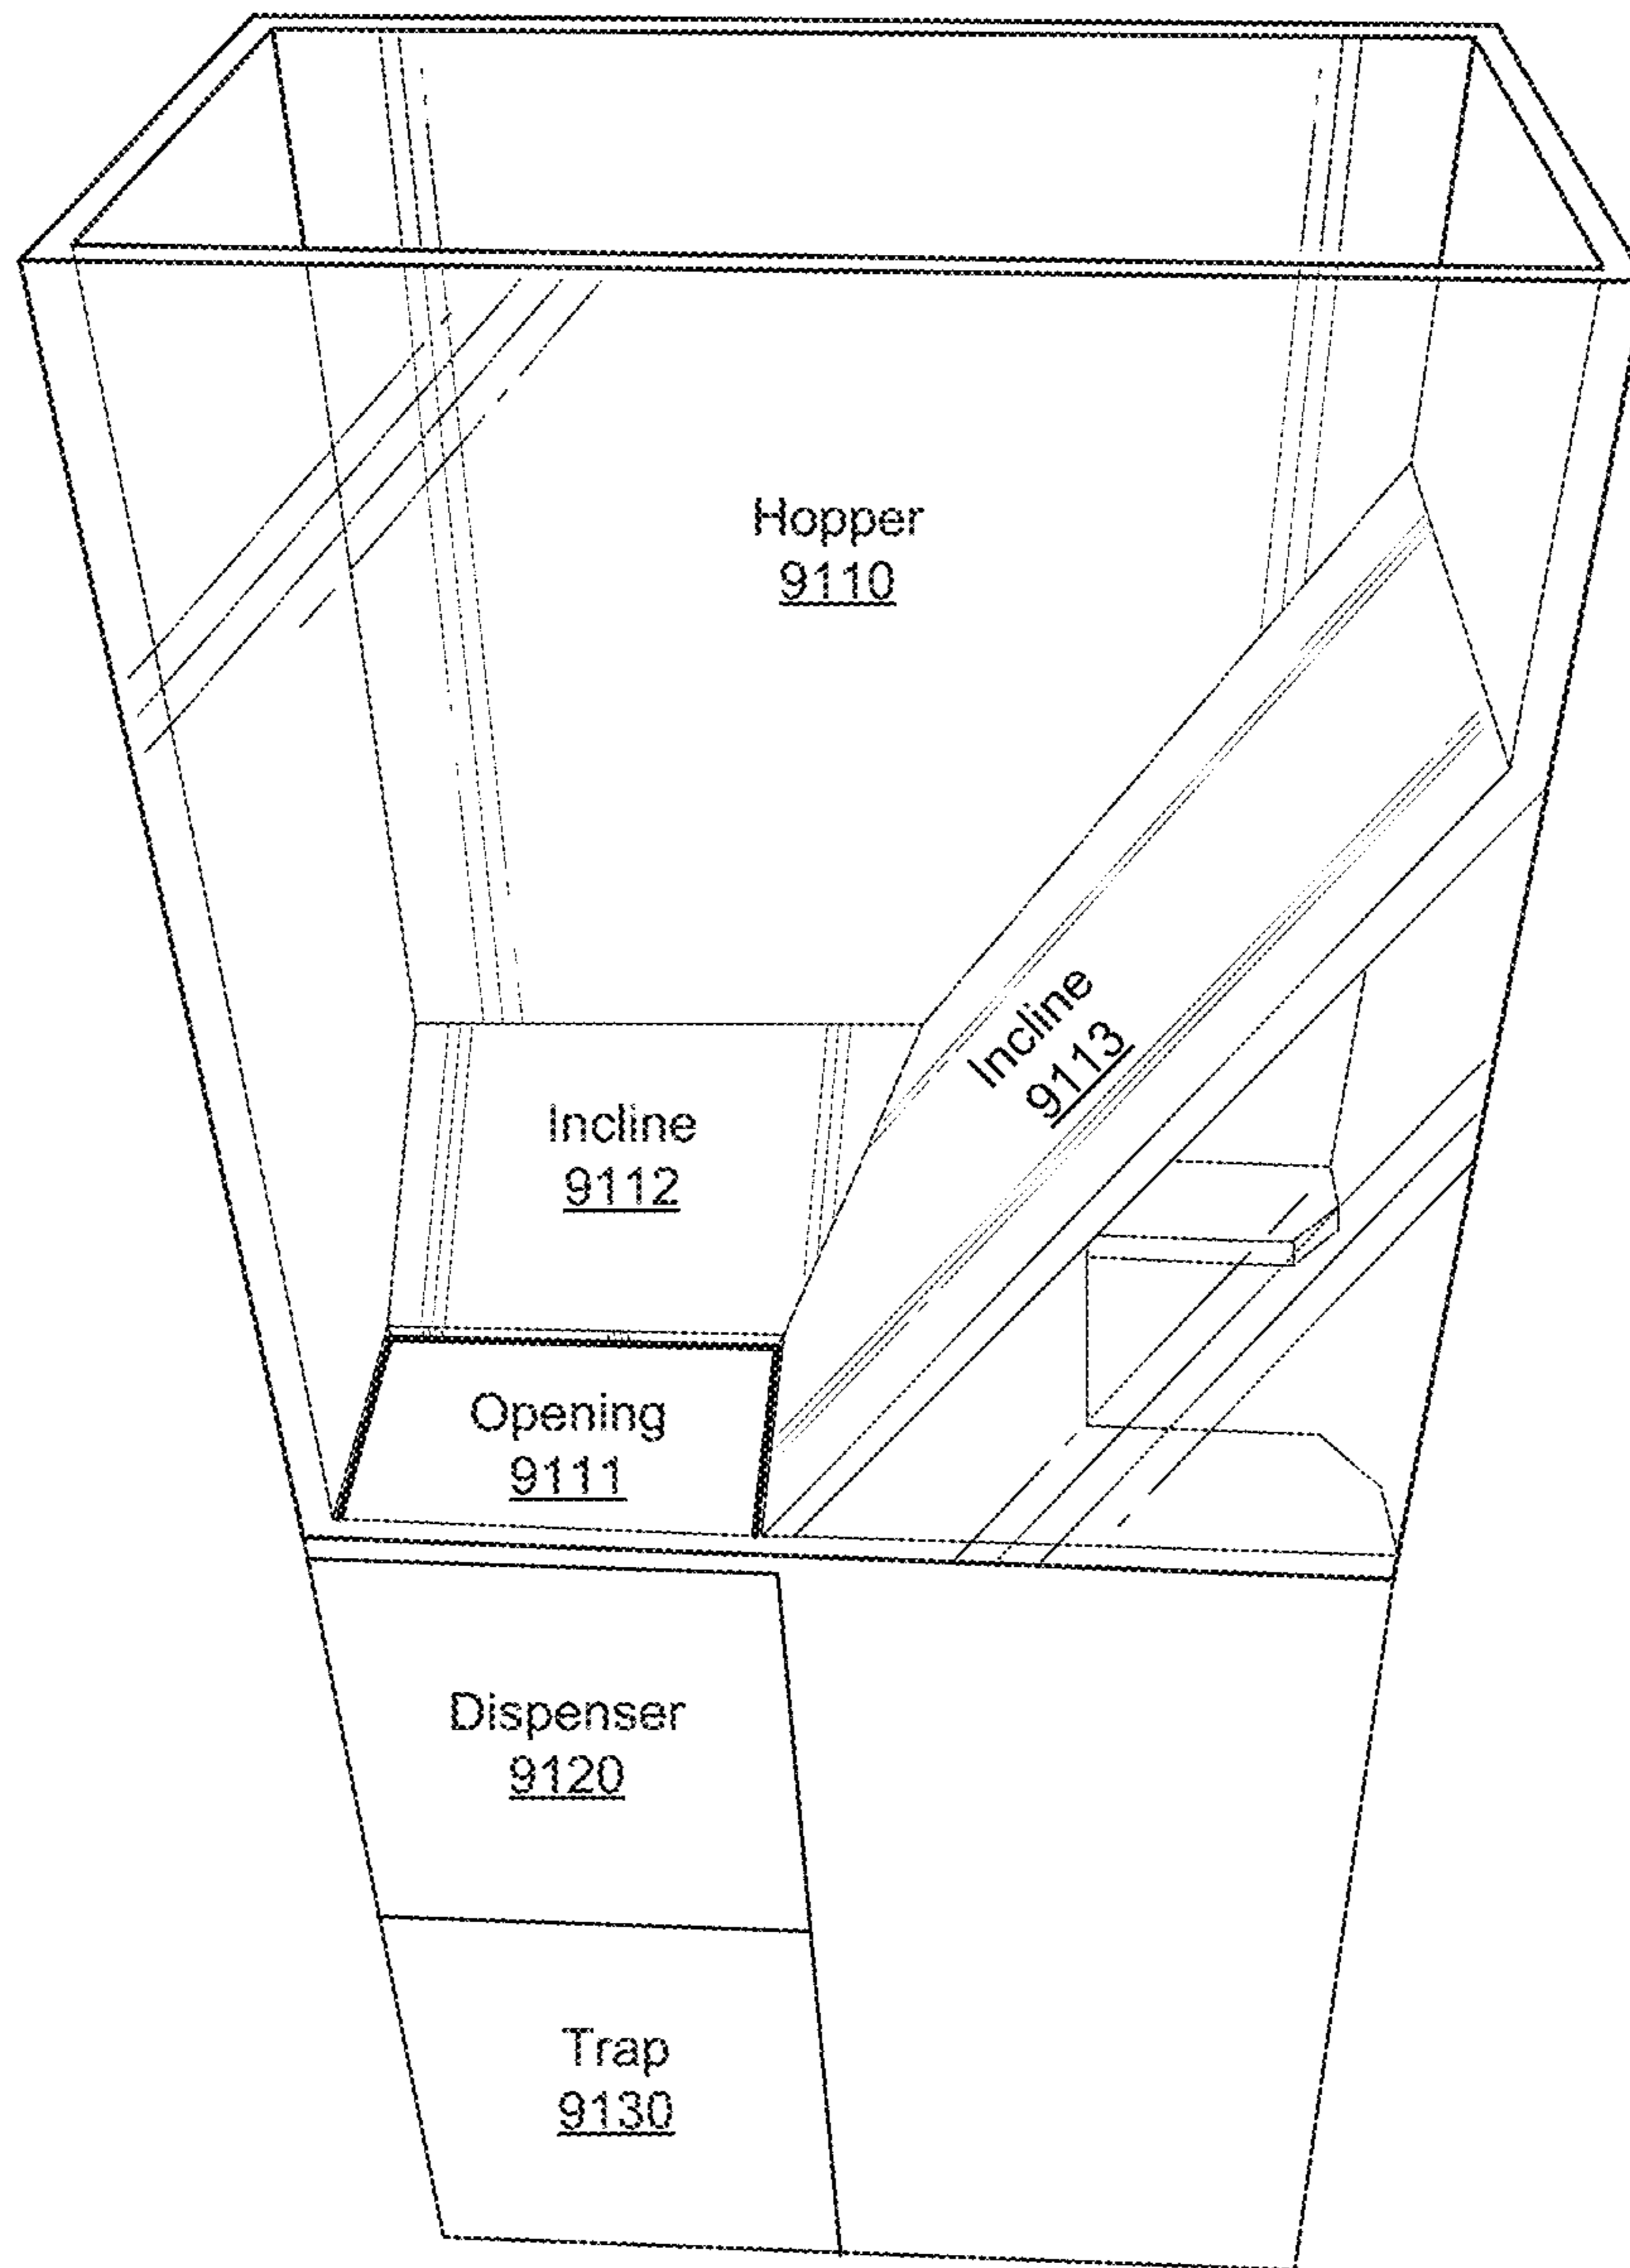 Hopper
9110
Incline
9113
Incline
9112
Opening
9111
Dispenser
9120
Trap
9130